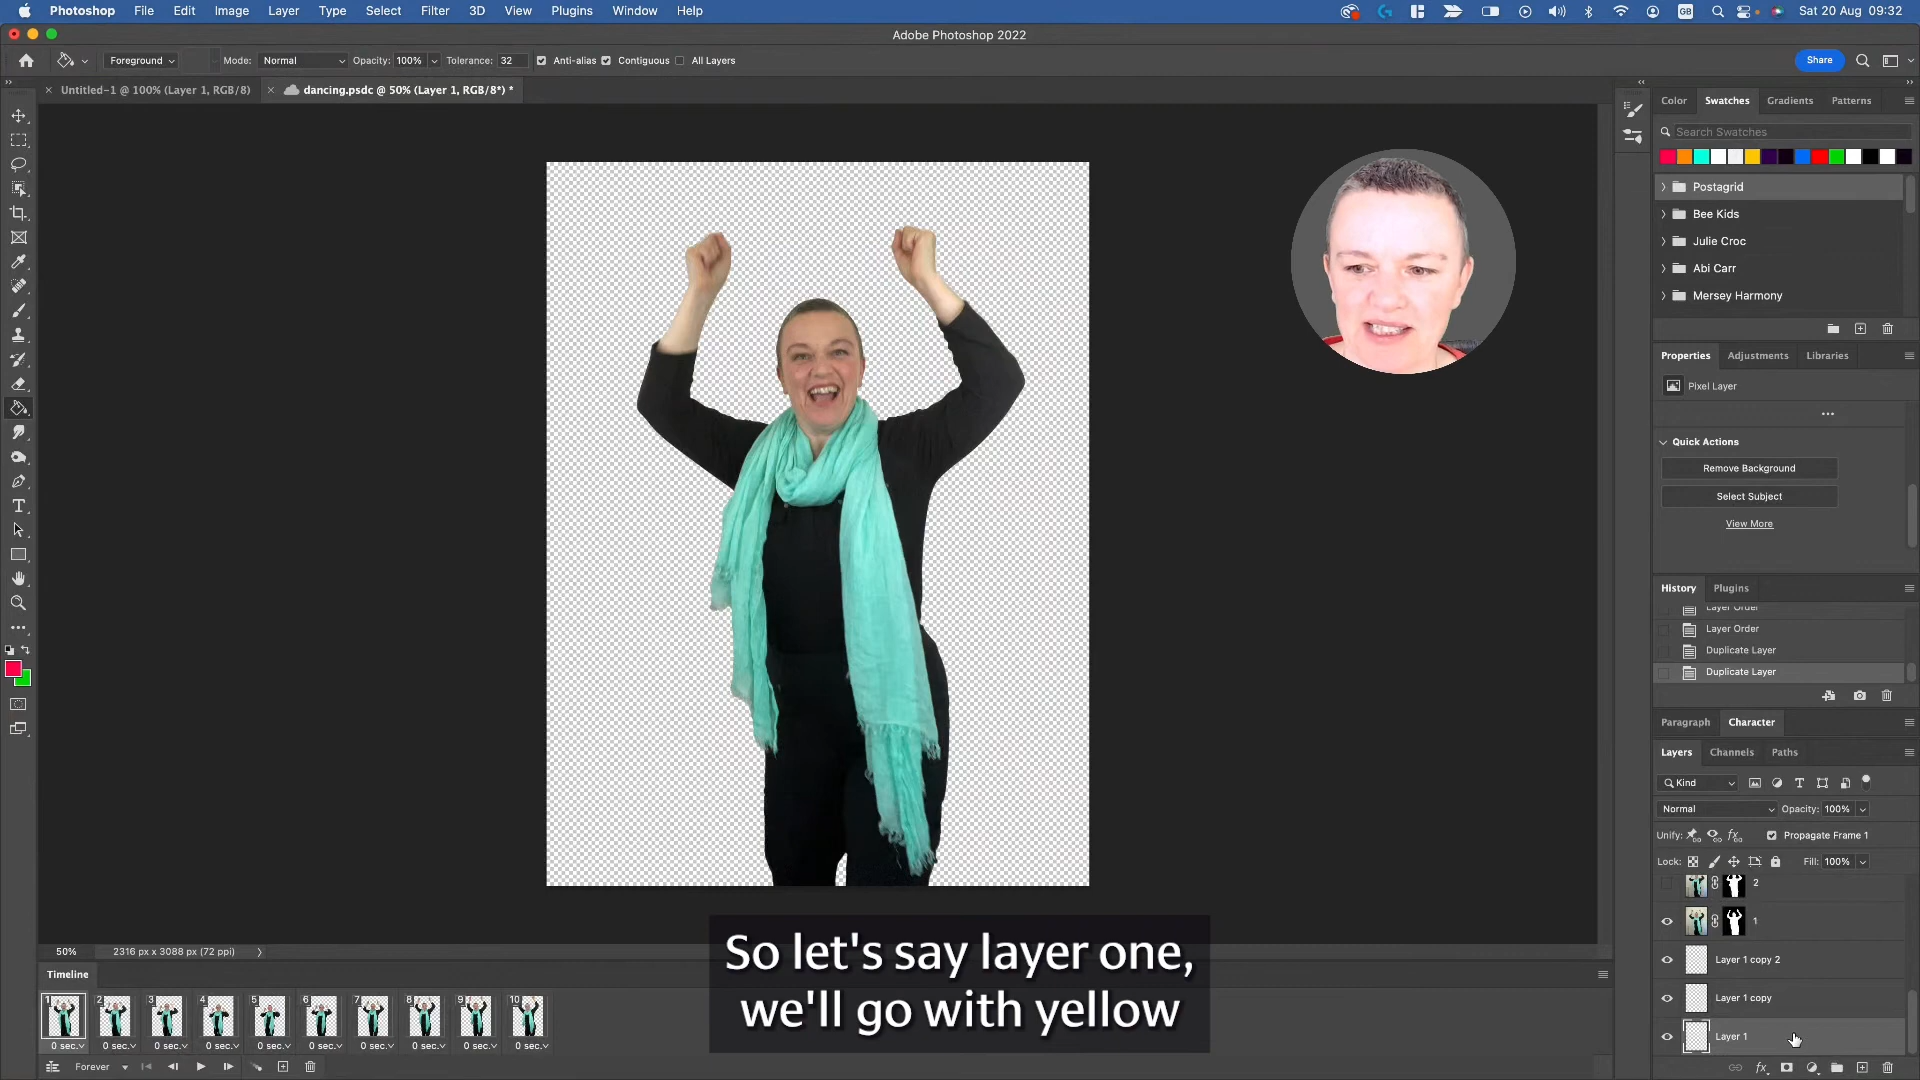 Photoshop File Edit Image Layer Type Select Filter 3D View Plugins Window Help GB Sat 20 Aug 09:32
Adobe Photoshop 2022
Foreground Mode: Normal Opacity: 100% Tolerance: 32 Anti-alias Contiguous All Layers Share
Untitled-1 @ 100% (Layer 1, RGB/8) dancing.psdc @ 50% (Layer 1, RGB/8*) *
Color Swatches Gradients Patterns
Search Swatches
Postagrid
Bee Kids
Julie Croc
Abi Carr
Mersey Harmony
Properties Adjustments Libraries
Pixel Layer
Quick Actions
Remove Background
Select Subject
View More
History Plugins
Layer Order
Layer Order
Duplicate Layer
Duplicate Layer
Paragraph Character
Layers Channels Paths
Kind
Normal Opacity: 100%
Unify: Propagate Frame 1
Lock: Fill: 100%
2
1
Layer 1 copy 2
Layer 1 copy
Layer 1
50% 2316 px x 3088 px (72 ppi)
Timeline
1 2 3 4 5 6 7 8 9 10
0 sec. 0 sec. 0 sec. 0 sec. 0 sec. 0 sec. 0 sec. 0 sec. 0 sec. 0 sec.
Forever
So let's say layer one,
we'll go with yellow